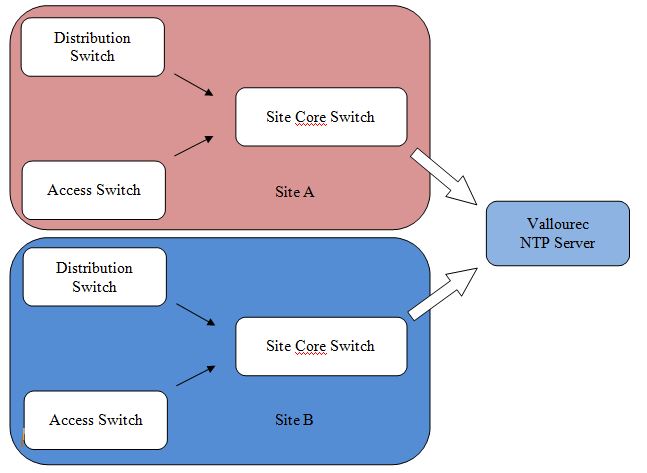 Distribution
Switch
Site Core Switch
Access Switch
Site A
Vallourec
NTP Server
Distribution
Switch
Site Core Switch
Access Switch
Site B